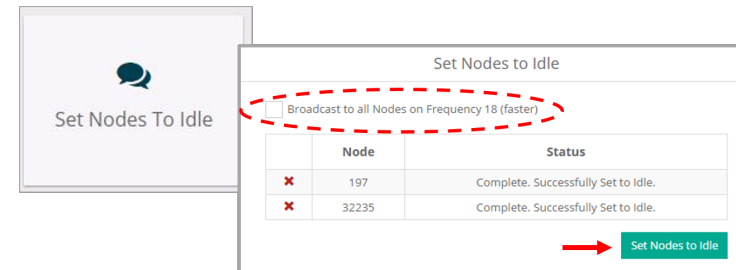 Set Nodes To Idle
Set Nodes to Idle
Broadcast to all Nodes on Frequency 18 (faster)
Node Status
197 Complete. Successfully Set to Idle.
32235 Complete. Successfully Set to Idle.
Set Nodes to Idle